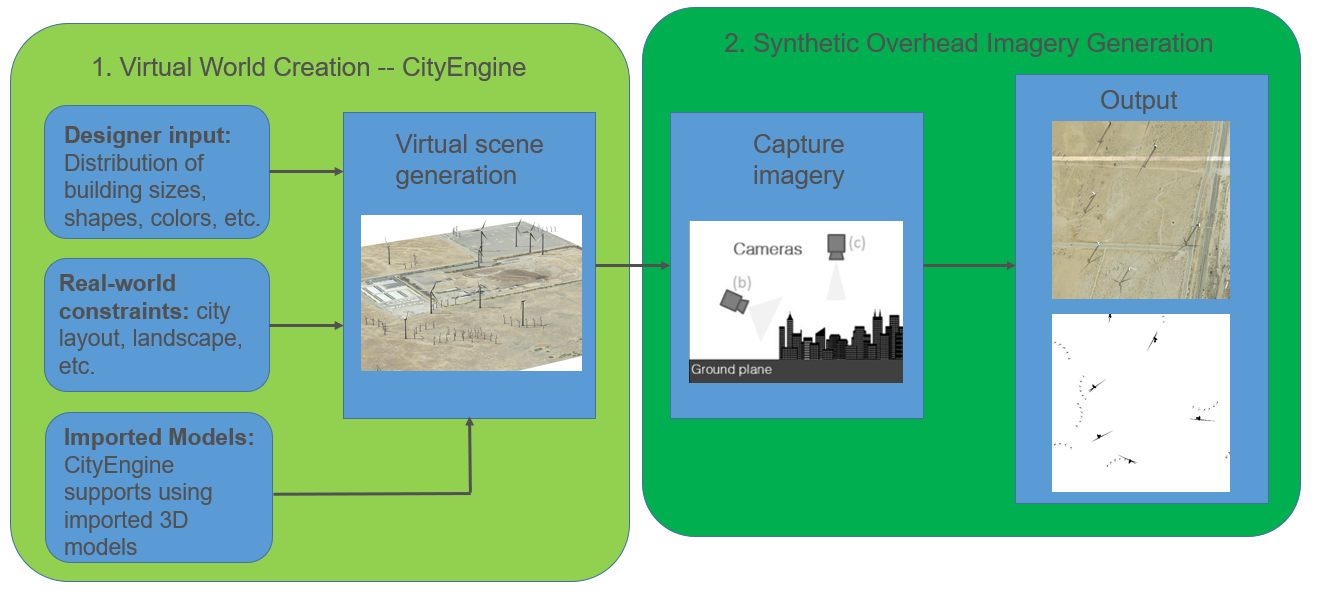 1. Virtual World Creation -- CityEngine
Designer input:
Distribution of
building sizes,
shapes, colors, etc.
Real-world
constraints: city
layout, landscape,
etc.
Imported Models:
CityEngine
supports using
imported 3D
models
Virtual scene
generation
2. Synthetic Overhead Imagery Generation
Capture
imagery
Cameras
(c)
(b)
Ground plane
Output